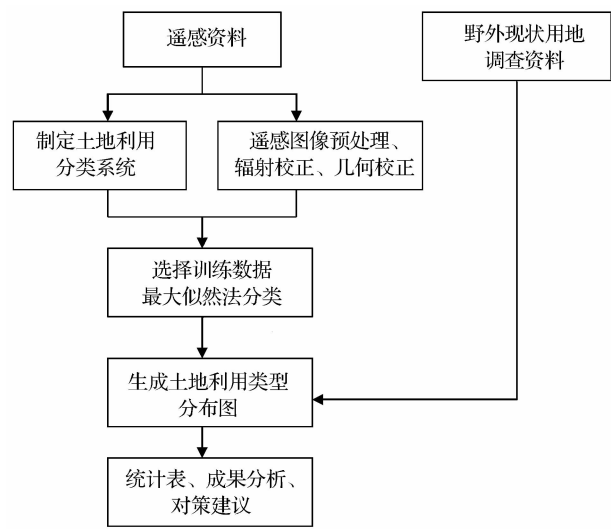 遥感资料
野外现状用地
调查资料
制定土地利用
分类系统
遥感图像预处理、
辐射校正、几何校正
选择训练数据
最大似然法分类
生成土地利用类型
分布图
统计表、成果分析、
对策建议